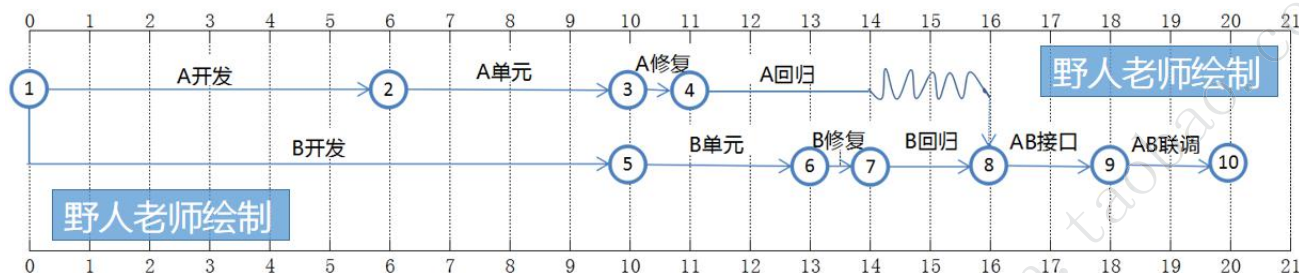 0 1 2 3 4 5 6 7 8 9 10 11 12 13 14 15 16 17 18 19 20 21
A开发 A单元 A修复 A回归 野人老师绘制
1 2 3 4
B开发 B单元 B修复 B回归 AB接口 AB联调
5 6 7 8 9 10
野人老师绘制
0 1 2 3 4 5 6 7 8 9 10 11 12 13 14 15 16 17 18 19 20 21
taobao.co